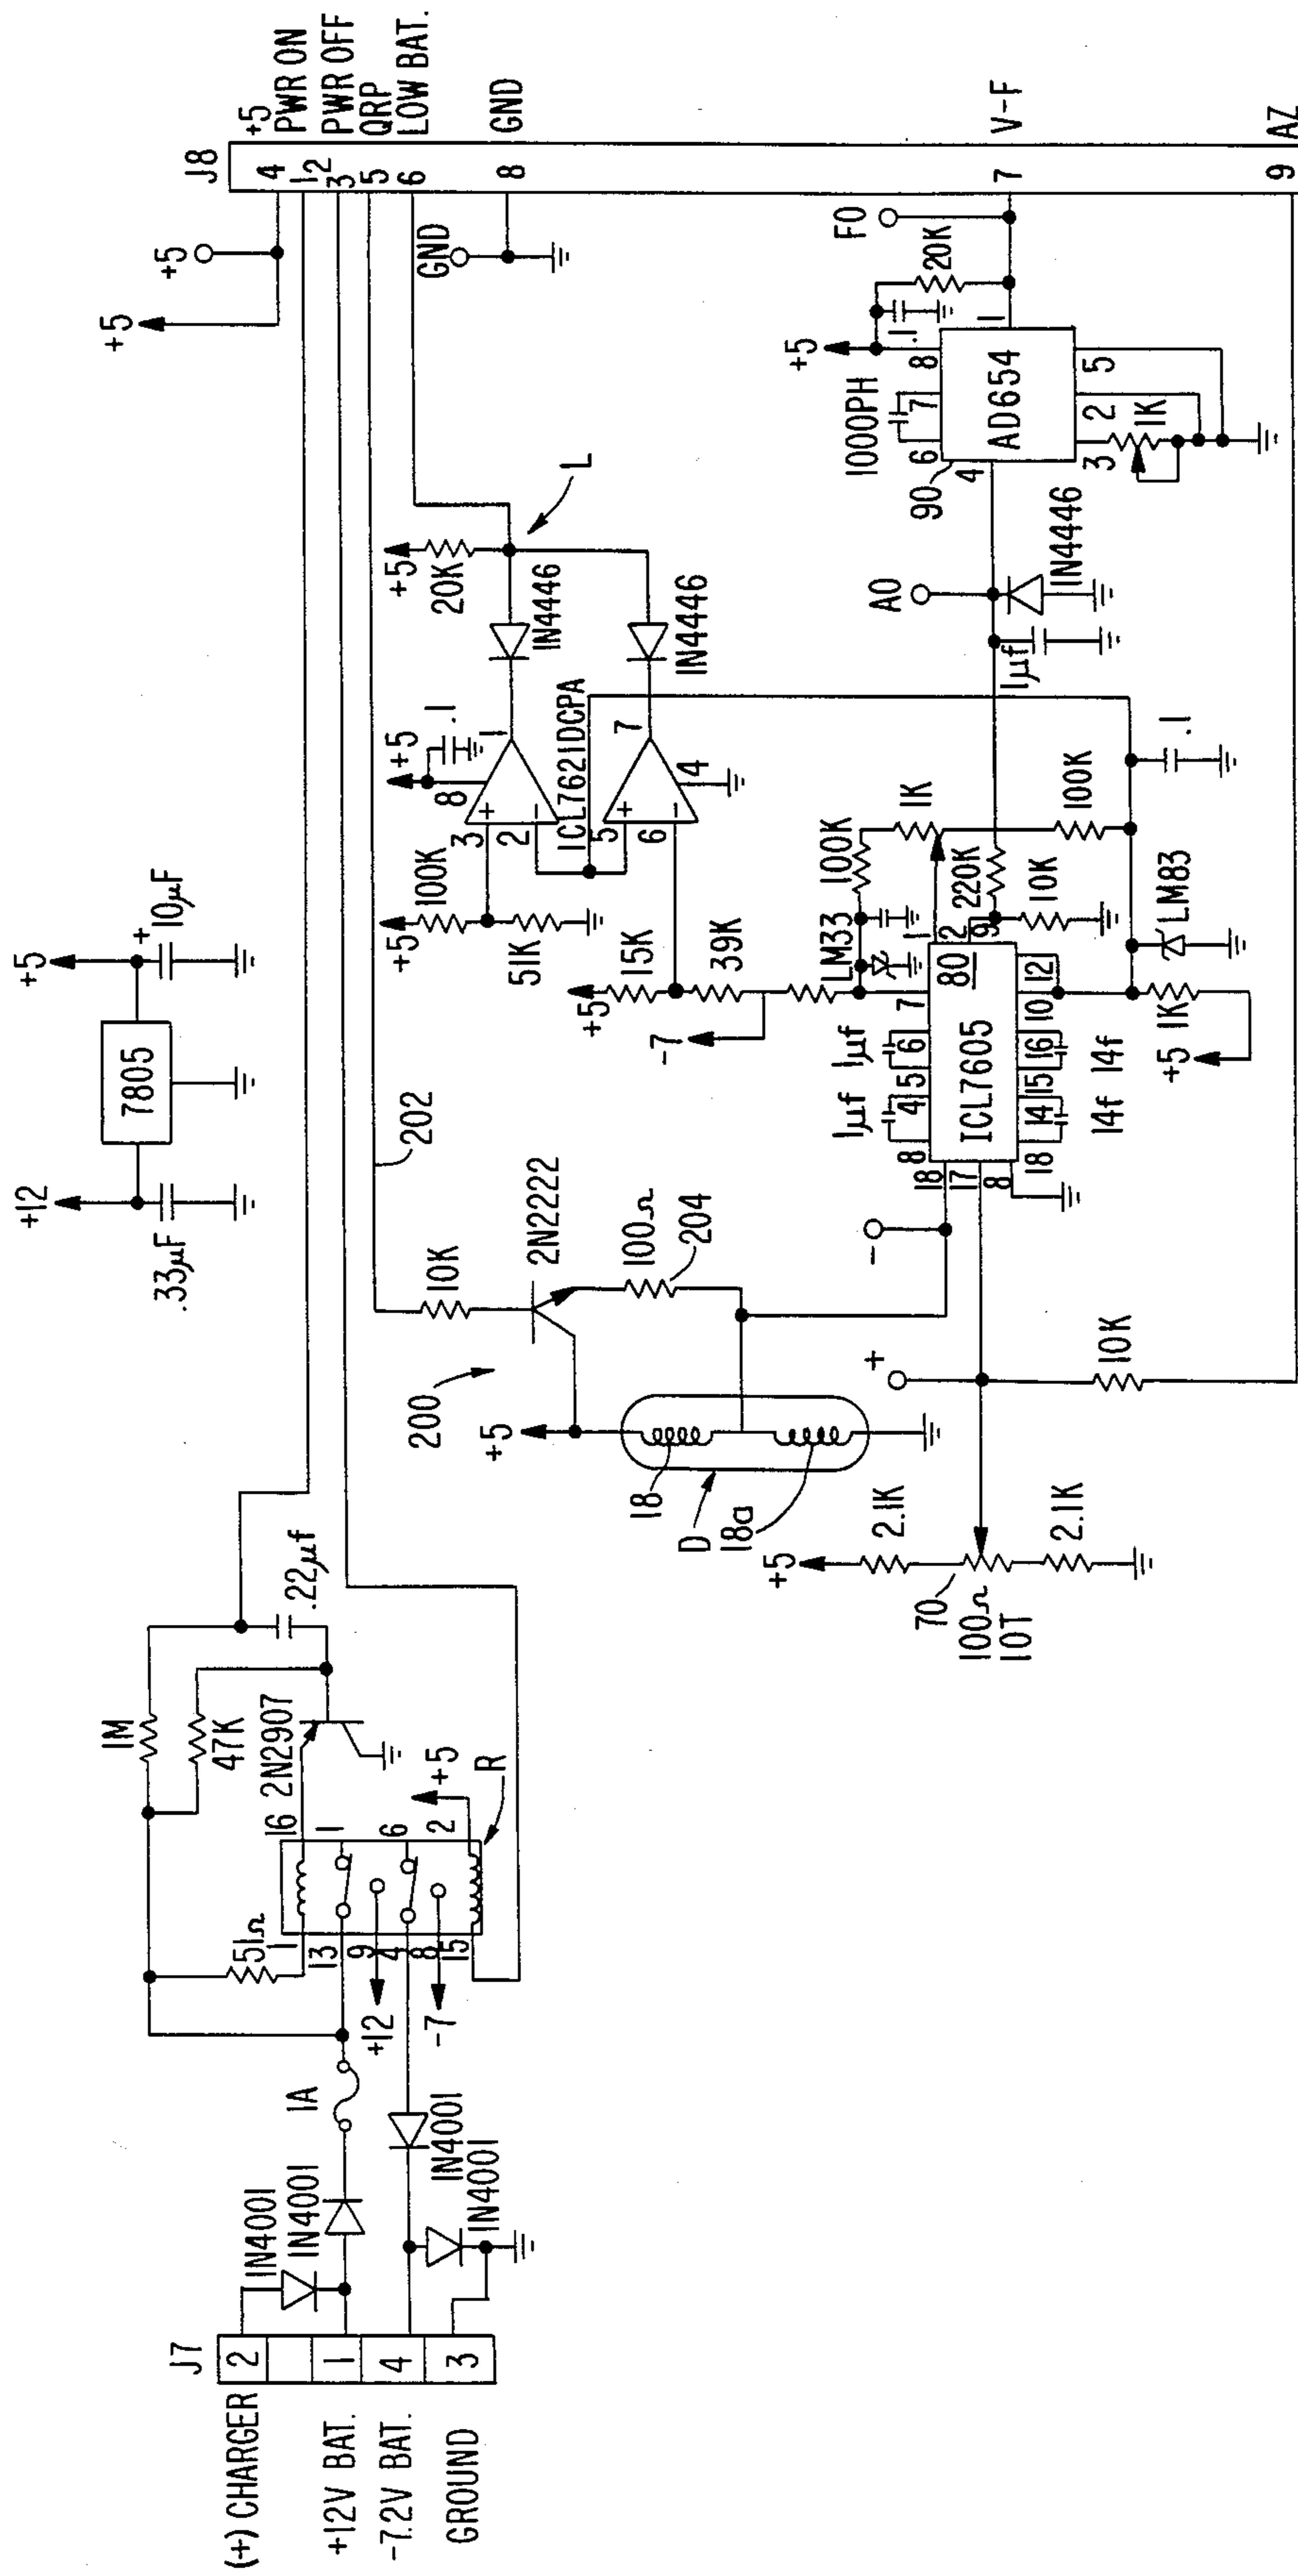 J7
(+) CHARGER
2
+12V BAT.
1
-7.2V BAT.
4
GROUND
3
IN4001
IN4001
IN4001
IN4001
1A
51Ω
1M
47K
2N2907
.22µf
1
16
13
1
9
4
6
8
15
2
+12
-7
+5
R
+12
.33µF
7805
+5
10µF
+
+5
+5
J8
4
+5
1
PWR ON
2
3
PWR OFF
5
QRP
6
LOW BAT.
8
GND
GND
7
V-F
9
AZ
202
200
10K
2N2222
100Ω
204
+5
18
D
18a
+5
2.1K
70
100Ω
10T
2.1K
+
-
10K
+5
100K
51K
3
2
+
-
8
+5
.1
1
ICL7621DCPA
5
6
+
-
7
4
IN4446
IN4446
+5
20K
L
+5
15K
39K
-7
LM33
100K
1K
100K
220K
10K
1µf
1µf
8
4
5
6
7
1
2
9
18
17
8
ICL7605
80
18
14
15
16
10
12
14f
14f
1K
+5
LM83
.1
1µf
A0
IN4446
90
1000PH
6
7
8
4
AD654
1
3
2
5
1K
+5
.1
20K
F0